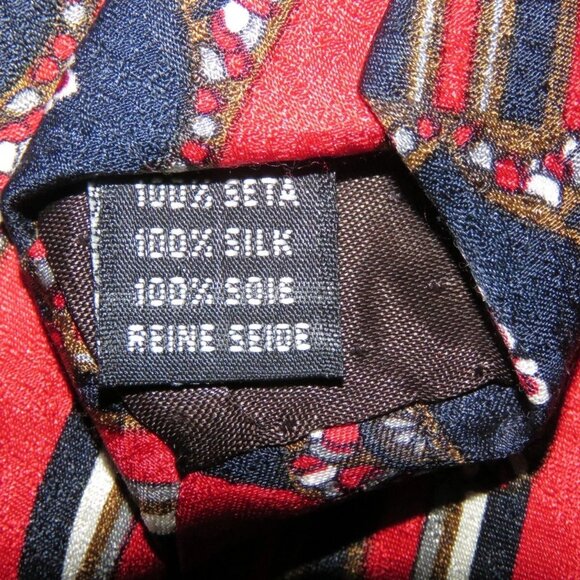 100% SETA
100% SILK
100% SOIE
REINE SEIDE